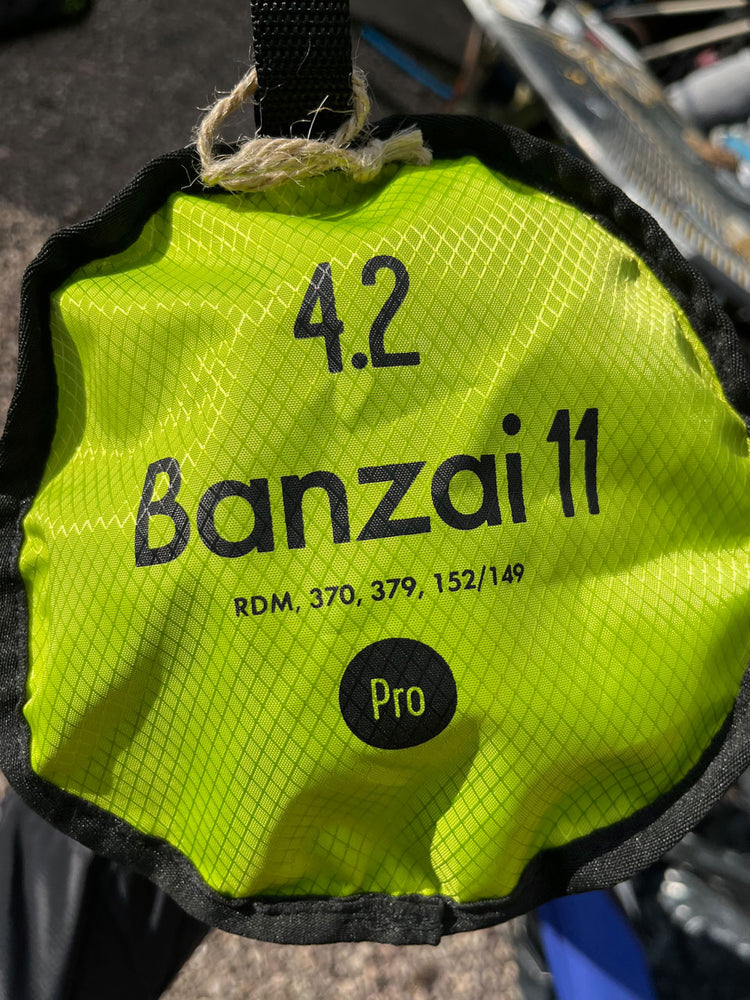 4.2
Banzai 11
RDM, 370, 379, 152/149
Pro